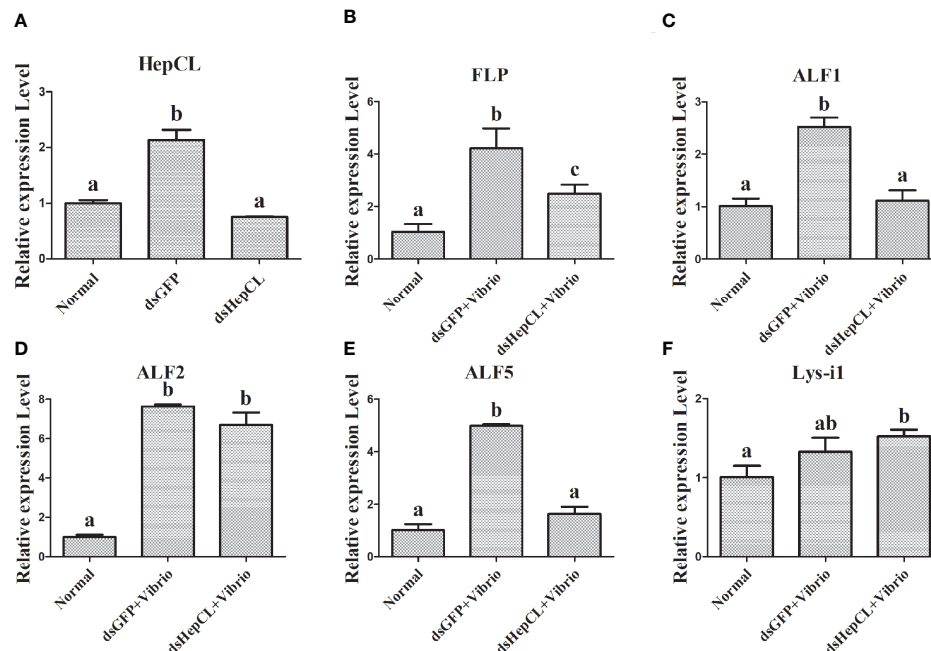 A
HepCL
Relative expression Level
3
2
1
0
a
b
a
Normal
dsGFP
dsHepCL
B
FLP
Relative expression Level
6
4
2
0
a
b
c
Normal
dsGFP+Vibrio
dsHepCL+Vibrio
C
ALF1
Relative expression Level
3
2
1
0
a
b
a
Normal
dsGFP+Vibrio
dsHepCL+Vibrio
D
ALF2
Relative expression Level
8
6
4
2
0
a
b
b
Normal
dsGFP+Vibrio
dsHepCL+Vibrio
E
ALF5
Relative expression Level
6
4
2
0
a
b
a
Normal
dsGFP+Vibrio
dsHepCL+Vibrio
F
Lys-i1
Relative expression Level
2
1
0
a
ab
b
Normal
dsGFP+Vibrio
dsHepCL+Vibrio